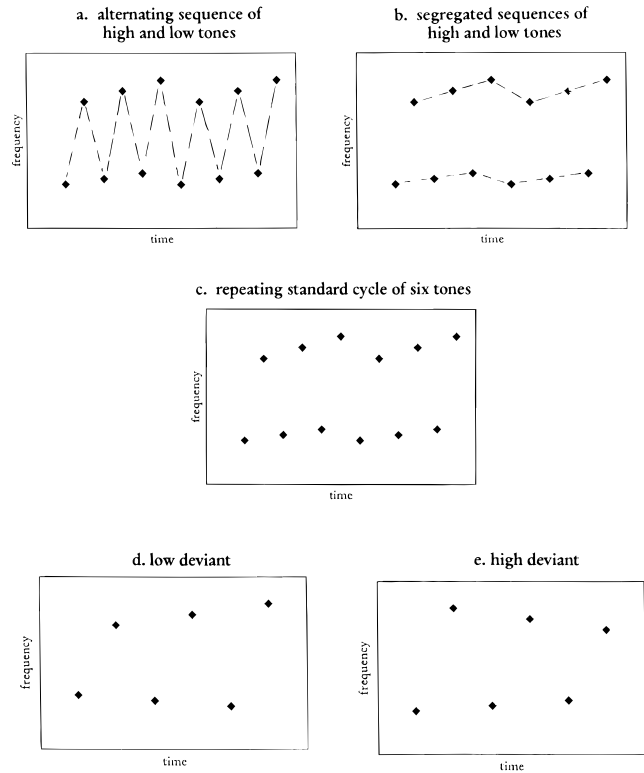 a. alternating sequence of
high and low tones
frequency
time
b. segregated sequences of
high and low tones
frequency
time
c. repeating standard cycle of six tones
frequency
time
d. low deviant
frequency
time
e. high deviant
frequency
time